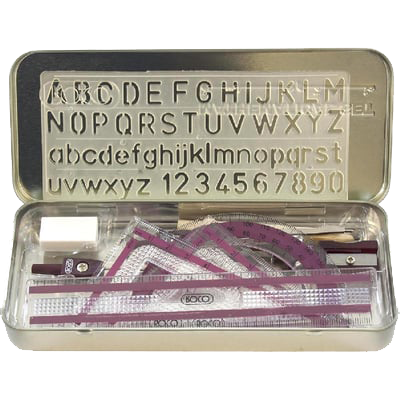 ABCDEFGHIJKLM
NOPQRSTUVWXYZ
abcdefghijklmnopqrst
uvwxyz 1234567890
BOCO